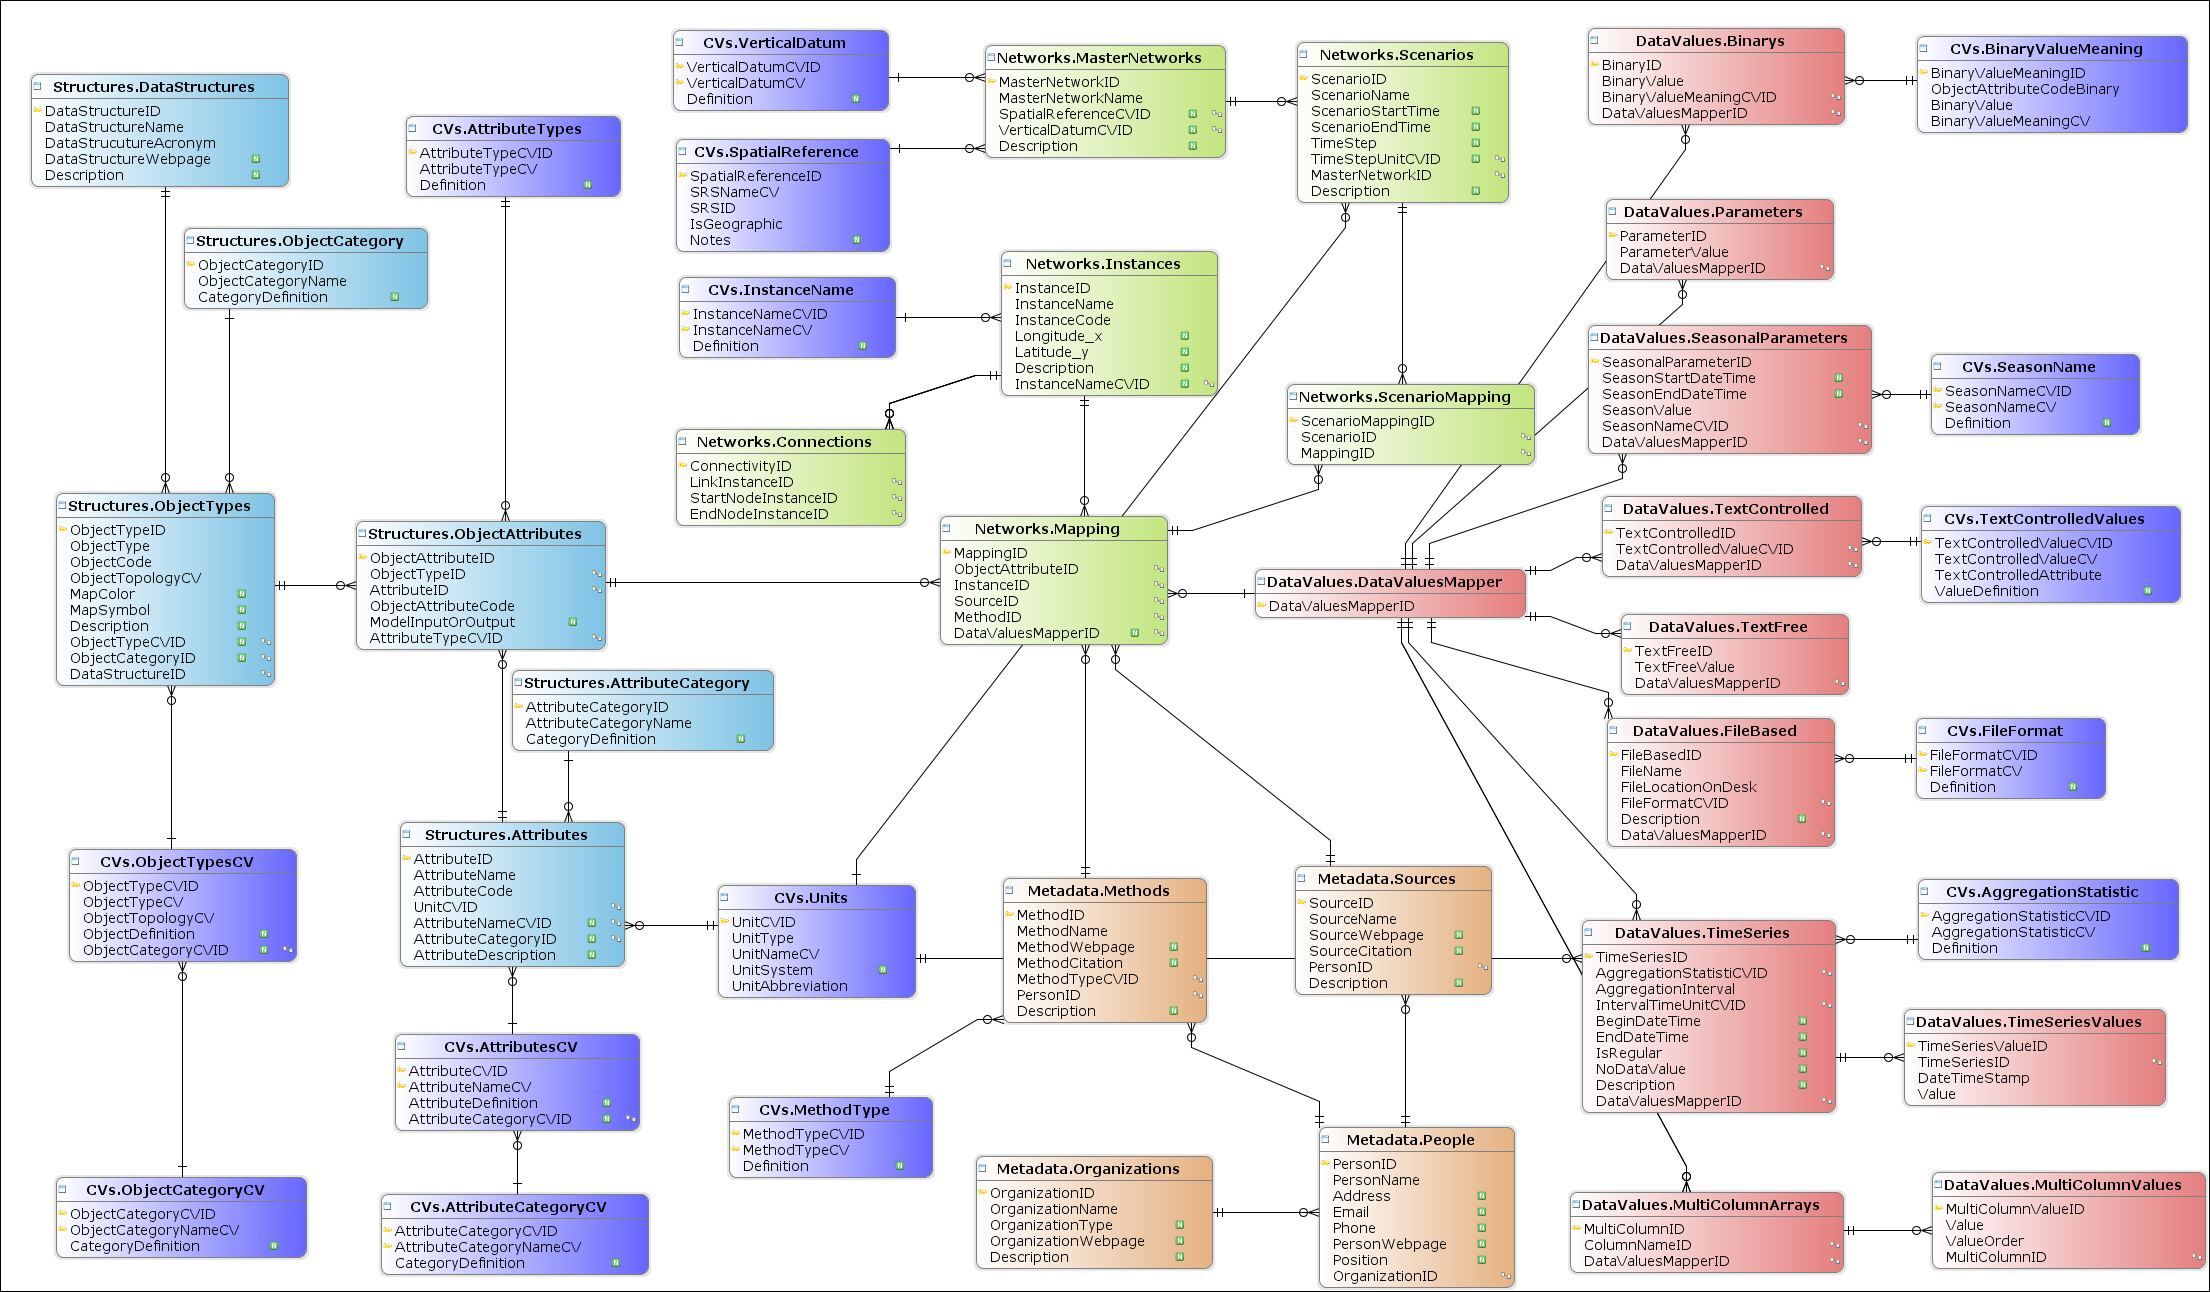 Structures.DataStructures
DataStructureID
DataStructureName
DataStrucutureAcronym
DataStructureWebpage
Description
CVs.AttributeTypes
AttributeTypeCVID
AttributeTypeCV
Definition
Structures.ObjectCategory
ObjectCategoryID
ObjectCategoryName
CategoryDefinition
CVs.VerticalDatum
VerticalDatumCVID
VerticalDatumCV
Definition
CVs.SpatialReference
SpatialReferenceID
SRSNameCV
SRSID
IsGeographic
Notes
CVs.InstanceName
InstanceNameCVID
InstanceNameCV
Definition
Networks.MasterNetworks
MasterNetworkID
MasterNetworkName
SpatialReferenceCVID
VerticalDatumCVID
Description
Networks.Scenarios
ScenarioID
ScenarioName
ScenarioStartTime
ScenarioEndTime
TimeStep
TimeStepUnitCVID
MasterNetworkID
Description
Networks.Instances
InstanceID
InstanceName
InstanceCode
Longitude_x
Latitude_y
Description
InstanceNameCVID
Networks.Connections
ConnectivityID
LinkInstanceID
StartNodeInstanceID
EndNodeInstanceID
Networks.ScenarioMapping
ScenarioMappingID
ScenarioID
MappingID
Networks.Mapping
MappingID
ObjectAttributeID
InstanceID
SourceID
MethodID
DataValuesMapperID
DataValues.Binarys
BinaryID
BinaryValue
BinaryValueMeaningCVID
DataValuesMapperID
CVs.BinaryValueMeaning
BinaryValueMeaningID
ObjectAttributeCodeBinary
BinaryValue
BinaryValueMeaningCV
DataValues.Parameters
ParameterID
ParameterValue
DataValuesMapperID
DataValues.SeasonalParameters
SeasonalParameterID
SeasonStartDateTime
SeasonEndDateTime
SeasonValue
SeasonNameCVID
DataValuesMapperID
CVs.SeasonName
SeasonNameCVID
SeasonNameCV
Definition
DataValues.TextControlled
TextControlledID
TextControlledValueCVID
DataValuesMapperID
CVs.TextControlledValues
TextControlledValueCVID
TextControlledValueCV
TextControlledAttribute
ValueDefinition
DataValues.DataValuesMapper
DataValuesMapperID
DataValues.TextFree
TextFreeID
TextFreeValue
DataValuesMapperID
DataValues.FileBased
FileBasedID
FileName
FileLocationOnDesk
FileFormatCVID
Description
DataValuesMapperID
CVs.FileFormat
FileFormatCVID
FileFormatCV
Definition
Structures.ObjectTypes
ObjectTypeID
ObjectType
ObjectCode
ObjectTopologyCV
MapColor
MapSymbol
Description
ObjectTypeCVID
ObjectCategoryID
DataStructureID
Structures.ObjectAttributes
ObjectAttributeID
ObjectTypeID
AttributeID
ObjectAttributeCode
ModelInputOrOutput
AttributeTypeCVID
Structures.AttributeCategory
AttributeCategoryID
AttributeCategoryName
CategoryDefinition
Structures.Attributes
AttributeID
AttributeName
AttributeCode
UnitCVID
AttributeNameCVID
AttributeCategoryID
AttributeDescription
CVs.ObjectTypesCV
ObjectTypeCVID
ObjectTypeCV
ObjectTopologyCV
ObjectDefinition
ObjectCategoryCVID
CVs.ObjectCategoryCV
ObjectCategoryCVID
ObjectCategoryNameCV
CategoryDefinition
CVs.AttributesCV
AttributeCVID
AttributeNameCV
AttributeDefinition
AttributeCategoryCVID
CVs.AttributeCategoryCV
AttributeCategoryCVID
AttributeCategoryNameCV
CategoryDefinition
CVs.Units
UnitCVID
UnitType
UnitNameCV
UnitSystem
UnitAbbreviation
Metadata.Methods
MethodID
MethodName
MethodWebpage
MethodCitation
MethodTypeCVID
PersonID
Description
Metadata.Sources
SourceID
SourceName
SourceWebpage
SourceCitation
PersonID
Description
CVs.MethodType
MethodTypeCVID
MethodTypeCV
Definition
Metadata.Organizations
OrganizationID
OrganizationName
OrganizationType
OrganizationWebpage
Description
Metadata.People
PersonID
PersonName
Address
Email
Phone
PersonWebpage
Position
OrganizationID
DataValues.TimeSeries
TimeSeriesID
AggregationStatistiCVID
AggregationInterval
IntervalTimeUnitCVID
BeginDateTime
EndDateTime
IsRegular
NoDataValue
Description
DataValuesMapperID
CVs.AggregationStatistic
AggregationStatisticCVID
AggregationStatisticCV
Definition
DataValues.TimeSeriesValues
TimeSeriesValueID
TimeSeriesID
DateTimeStamp
Value
DataValues.MultiColumnArrays
MultiColumnID
ColumnNameID
DataValuesMapperID
DataValues.MultiColumnValues
MultiColumnValueID
Value
ValueOrder
MultiColumnID